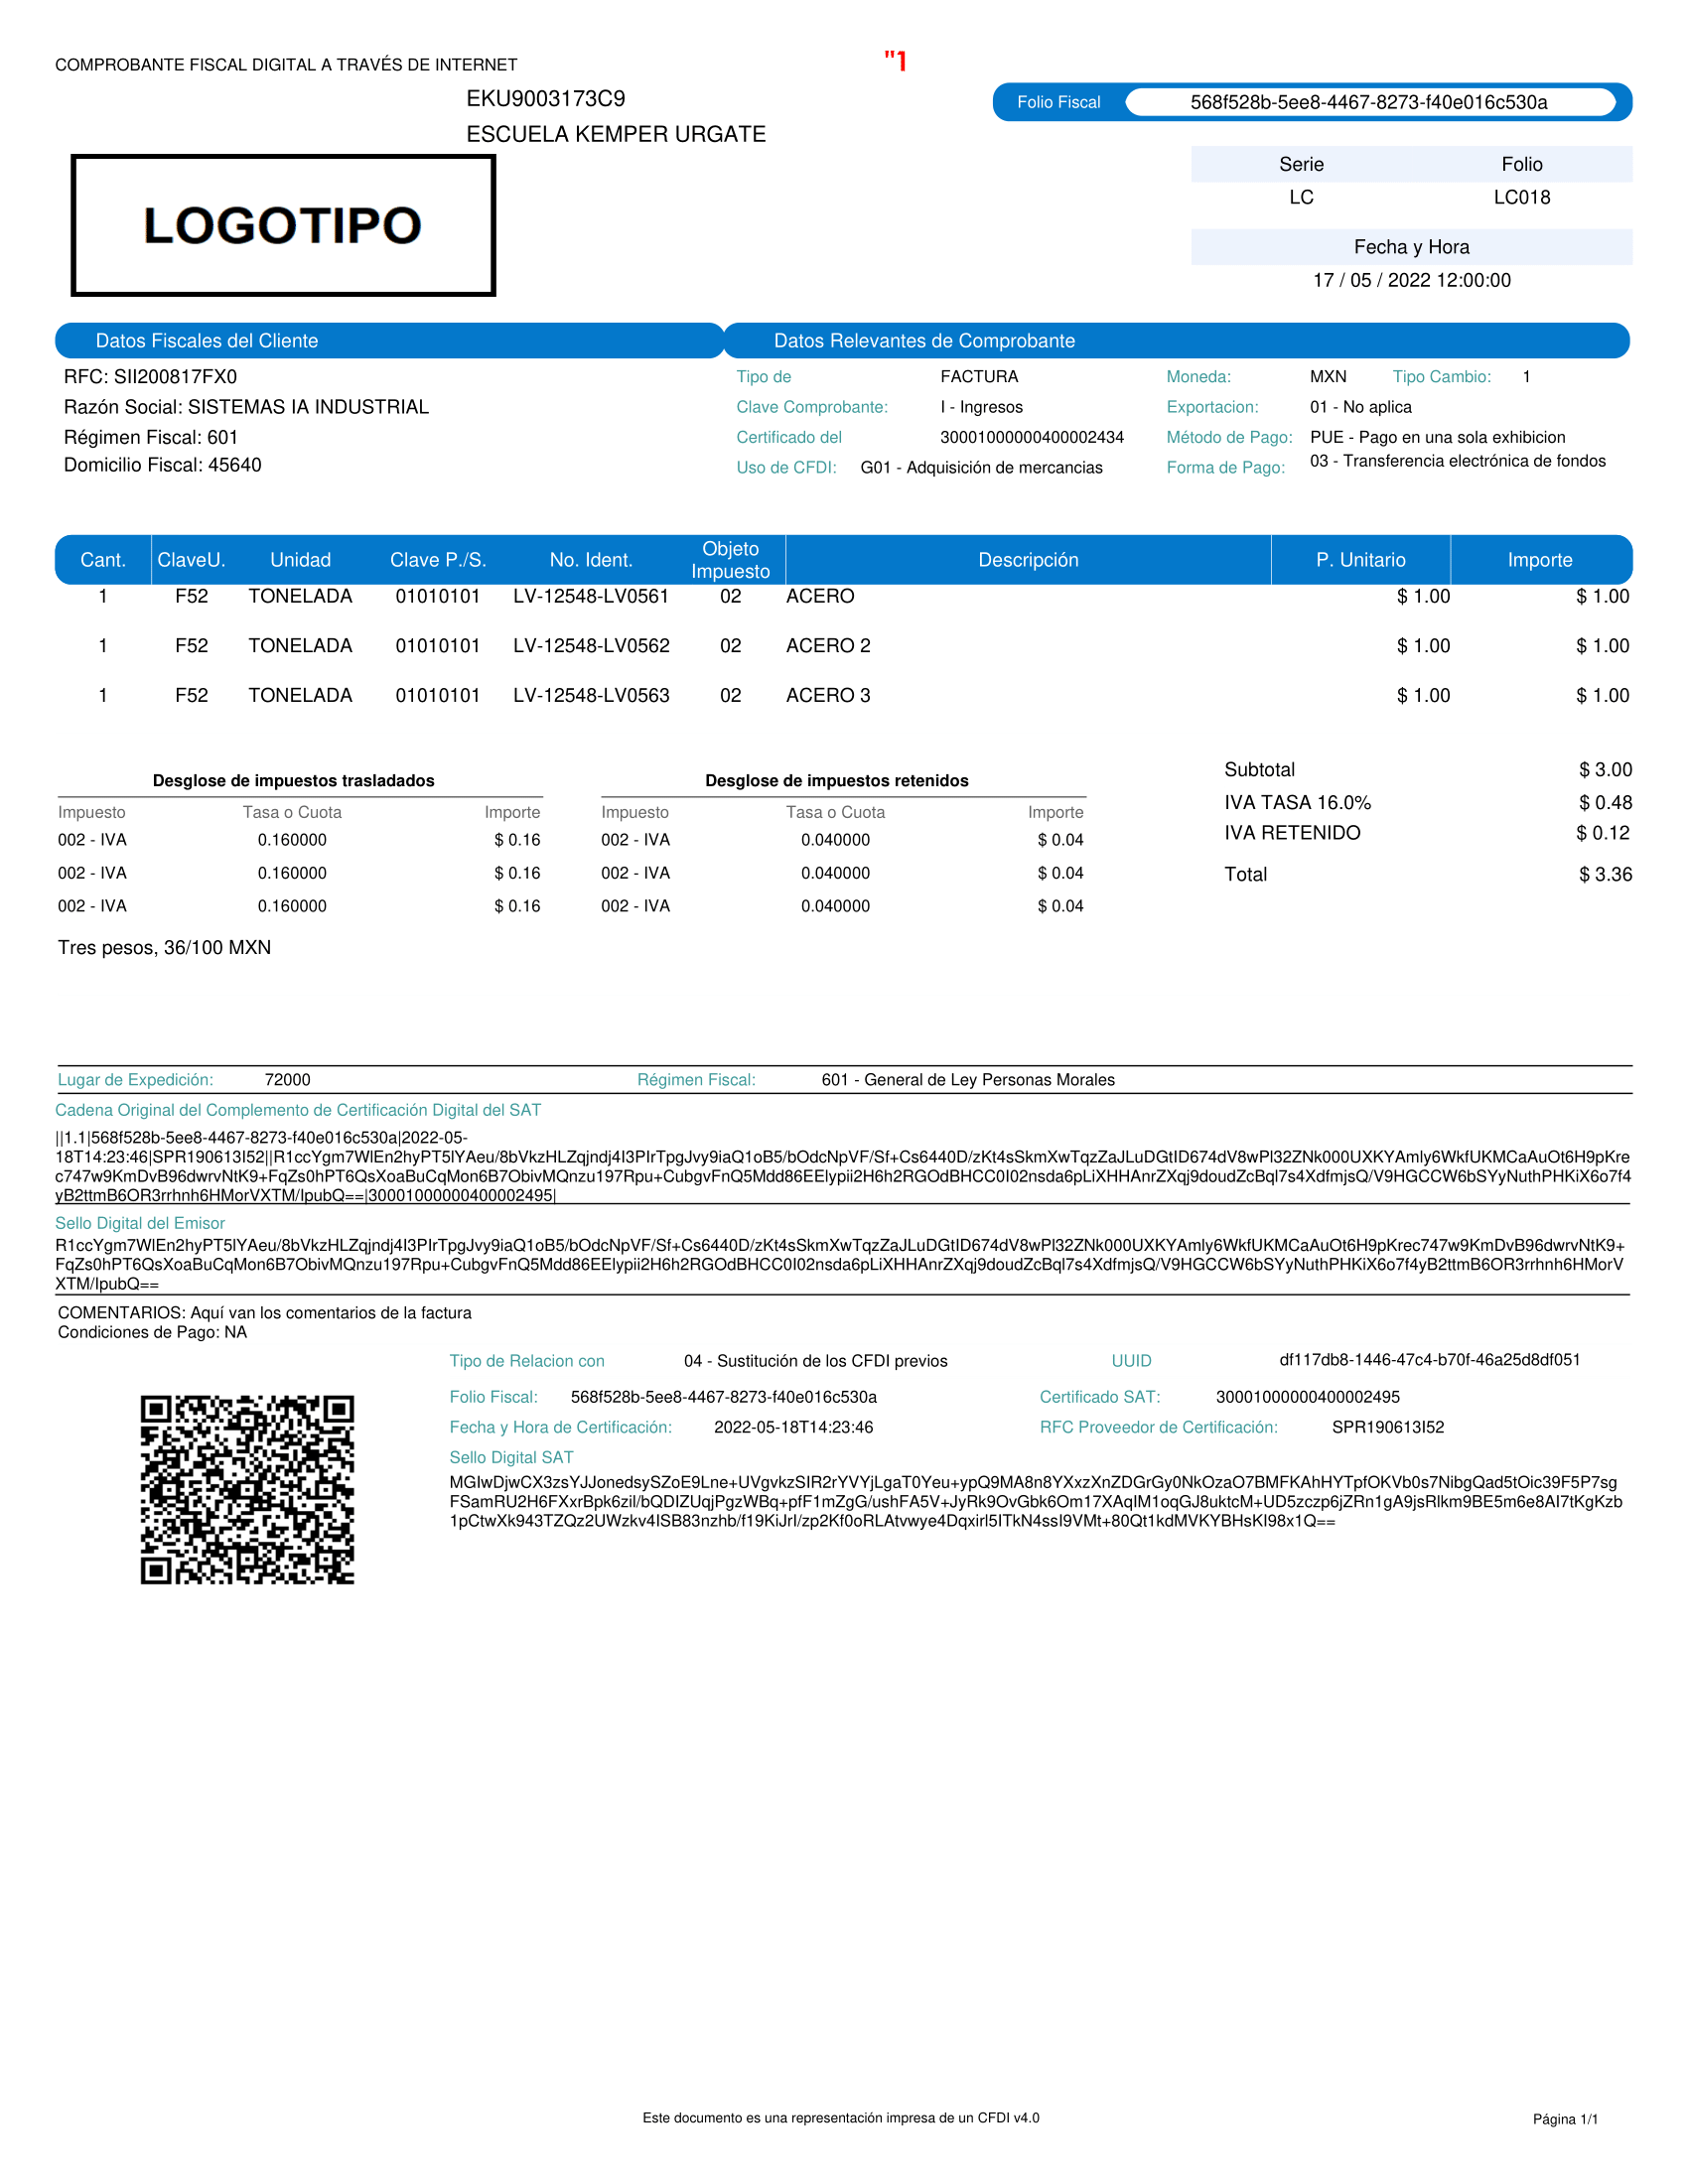 COMPROBANTE FISCAL DIGITAL A TRAVÉS DE INTERNET
"1
EKU9003173C9
ESCUELA KEMPER URGATE
Folio Fiscal 568f528b-5ee8-4467-8273-f40e016c530a
LOGOTIPO
Serie Folio
LC LC018
Fecha y Hora
17 / 05 / 2022 12:00:00
Datos Fiscales del Cliente
RFC: SII200817FX0
Razón Social: SISTEMAS IA INDUSTRIAL
Régimen Fiscal: 601
Domicilio Fiscal: 45640
Datos Relevantes de Comprobante
Tipo de FACTURA Moneda: MXN Tipo Cambio: 1
Clave Comprobante: I - Ingresos Exportacion: 01 - No aplica
Certificado del 30001000000400002434 Método de Pago: PUE - Pago en una sola exhibicion
Uso de CFDI: G01 - Adquisición de mercancias Forma de Pago: 03 - Transferencia electrónica de fondos
Cant. ClaveU. Unidad Clave P./S. No. Ident. Objeto Impuesto Descripción P. Unitario Importe
1 F52 TONELADA 01010101 LV-12548-LV0561 02 ACERO $ 1.00 $ 1.00
1 F52 TONELADA 01010101 LV-12548-LV0562 02 ACERO 2 $ 1.00 $ 1.00
1 F52 TONELADA 01010101 LV-12548-LV0563 02 ACERO 3 $ 1.00 $ 1.00
Desglose de impuestos trasladados
Impuesto Tasa o Cuota Importe
002 - IVA 0.160000 $ 0.16
002 - IVA 0.160000 $ 0.16
002 - IVA 0.160000 $ 0.16
Desglose de impuestos retenidos
Impuesto Tasa o Cuota Importe
002 - IVA 0.040000 $ 0.04
002 - IVA 0.040000 $ 0.04
002 - IVA 0.040000 $ 0.04
Subtotal $ 3.00
IVA TASA 16.0% $ 0.48
IVA RETENIDO $ 0.12
Total $ 3.36
Tres pesos, 36/100 MXN
Lugar de Expedición: 72000 Régimen Fiscal: 601 - General de Ley Personas Morales
Cadena Original del Complemento de Certificación Digital del SAT
||1.1|568f528b-5ee8-4467-8273-f40e016c530a|2022-05-
18T14:23:46|SPR190613I52||R1ccYgm7WlEn2hyPT5lYAeu/8bVkzHLZqjndj4I3PIrTpgJvy9iaQ1oB5/bOdcNpVF/Sf+Cs6440D/zKt4sSkmXwTqzZaJLuDGtID674dV8wPl32ZNk000UXKYAmly6WkfUKMCaAuOt6H9pKre
c747w9KmDvB96dwrvNtK9+FqZs0hPT6QsXoaBuCqMon6B7ObivMQnzu197Rpu+CubgvFnQ5Mdd86EElypii2H6h2RGOdBHCC0I02nsda6pLiXHHAnrZXqj9doudZcBql7s4XdfmjsQ/V9HGCCW6bSYyNuthPHKiX6o7f4
yB2ttmB6OR3rrhnh6HMorVXTM/IpubQ==|30001000000400002495|
Sello Digital del Emisor
R1ccYgm7WlEn2hyPT5lYAeu/8bVkzHLZqjndj4I3PIrTpgJvy9iaQ1oB5/bOdcNpVF/Sf+Cs6440D/zKt4sSkmXwTqzZaJLuDGtID674dV8wPl32ZNk000UXKYAmly6WkfUKMCaAuOt6H9pKrec747w9KmDvB96dwrvNtK9+
FqZs0hPT6QsXoaBuCqMon6B7ObivMQnzu197Rpu+CubgvFnQ5Mdd86EElypii2H6h2RGOdBHCC0I02nsda6pLiXHHAnrZXqj9doudZcBql7s4XdfmjsQ/V9HGCCW6bSYyNuthPHKiX6o7f4yB2ttmB6OR3rrhnh6HMorV
XTM/IpubQ==
COMENTARIOS: Aquí van los comentarios de la factura
Condiciones de Pago: NA
Tipo de Relacion con 04 - Sustitución de los CFDI previos UUID df117db8-1446-47c4-b70f-46a25d8df051
Folio Fiscal: 568f528b-5ee8-4467-8273-f40e016c530a Certificado SAT: 30001000000400002495
Fecha y Hora de Certificación: 2022-05-18T14:23:46 RFC Proveedor de Certificación: SPR190613I52
Sello Digital SAT
MGIwDjwCX3zsYJJonedsySZoE9Lne+UVgvkzSIR2rYVYjLgaT0Yeu+ypQ9MA8n8YXxzXnZDGrGy0NkOzaO7BMFKAhHYTpfOKVb0s7NibgQad5tOic39F5P7sg
FSamRU2H6FXxrBpk6zil/bQDIZUqjPgzWBq+pfF1mZgG/ushFA5V+JyRk9OvGbk6Om17XAqIM1oqGJ8uktcM+UD5zczp6jZRn1gA9jsRlkm9BE5m6e8AI7tKgKzb
1pCtwXk943TZQz2UWzkv4ISB83nzhb/f19KiJrI/zp2Kf0oRLAtvwye4Dqxirl5ITkN4ssI9VMt+80Qt1kdMVKYBHsKI98x1Q==
Este documento es una representación impresa de un CFDI v4.0
Página 1/1